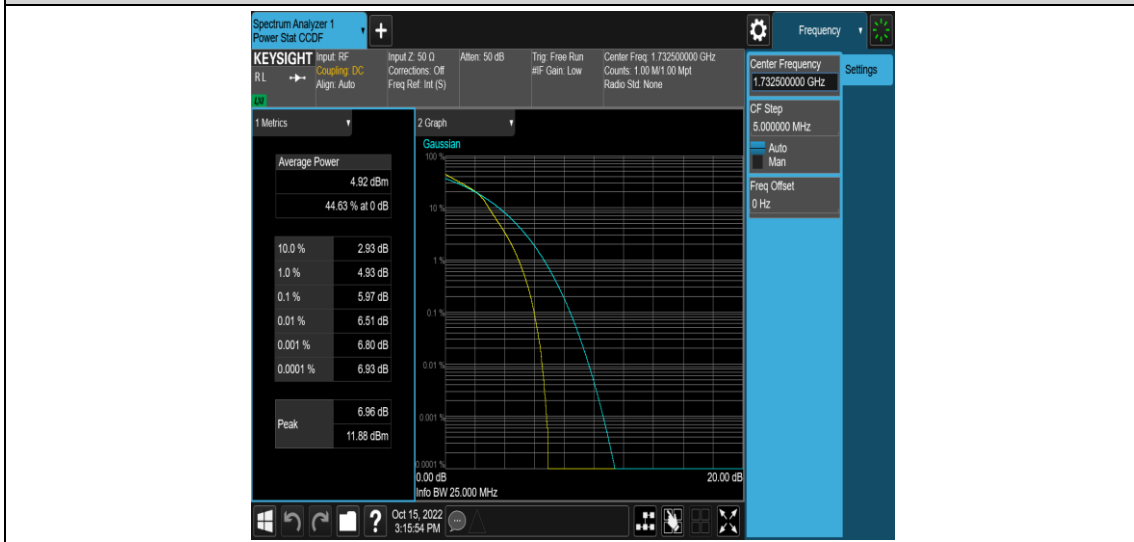 Spectrum Analyzer 1
Power Stat CCDF
+
Frequency
KEYSIGHT
RL
LXI
Input: RF
Coupling: DC
Align: Auto
Input Z: 50 Ω
Corrections: Off
Freq Ref: Int (S)
Atten: 50 dB
Trig: Free Run
#IF Gain: Low
Center Freq: 1.732500000 GHz
Counts: 1.00 M/1.00 Mpt
Radio Std: None
Center Frequency
1.732500000 GHz
Settings
CF Step
5.000000 MHz
Auto
Man
Freq Offset
0 Hz
1 Metrics
Average Power
4.92 dBm
44.63 % at 0 dB
10.0 % 2.93 dB
1.0 % 4.93 dB
0.1 % 5.97 dB
0.01 % 6.51 dB
0.001 % 6.80 dB
0.0001 % 6.93 dB
Peak 6.96 dB
11.88 dBm
2 Graph
Gaussian
100 %
10 %
1 %
0.1 %
0.01 %
0.001 %
0.0001 %
0.00 dB 20.00 dB
Info BW 25.000 MHz
?
Oct 15, 2022
3:15:54 PM